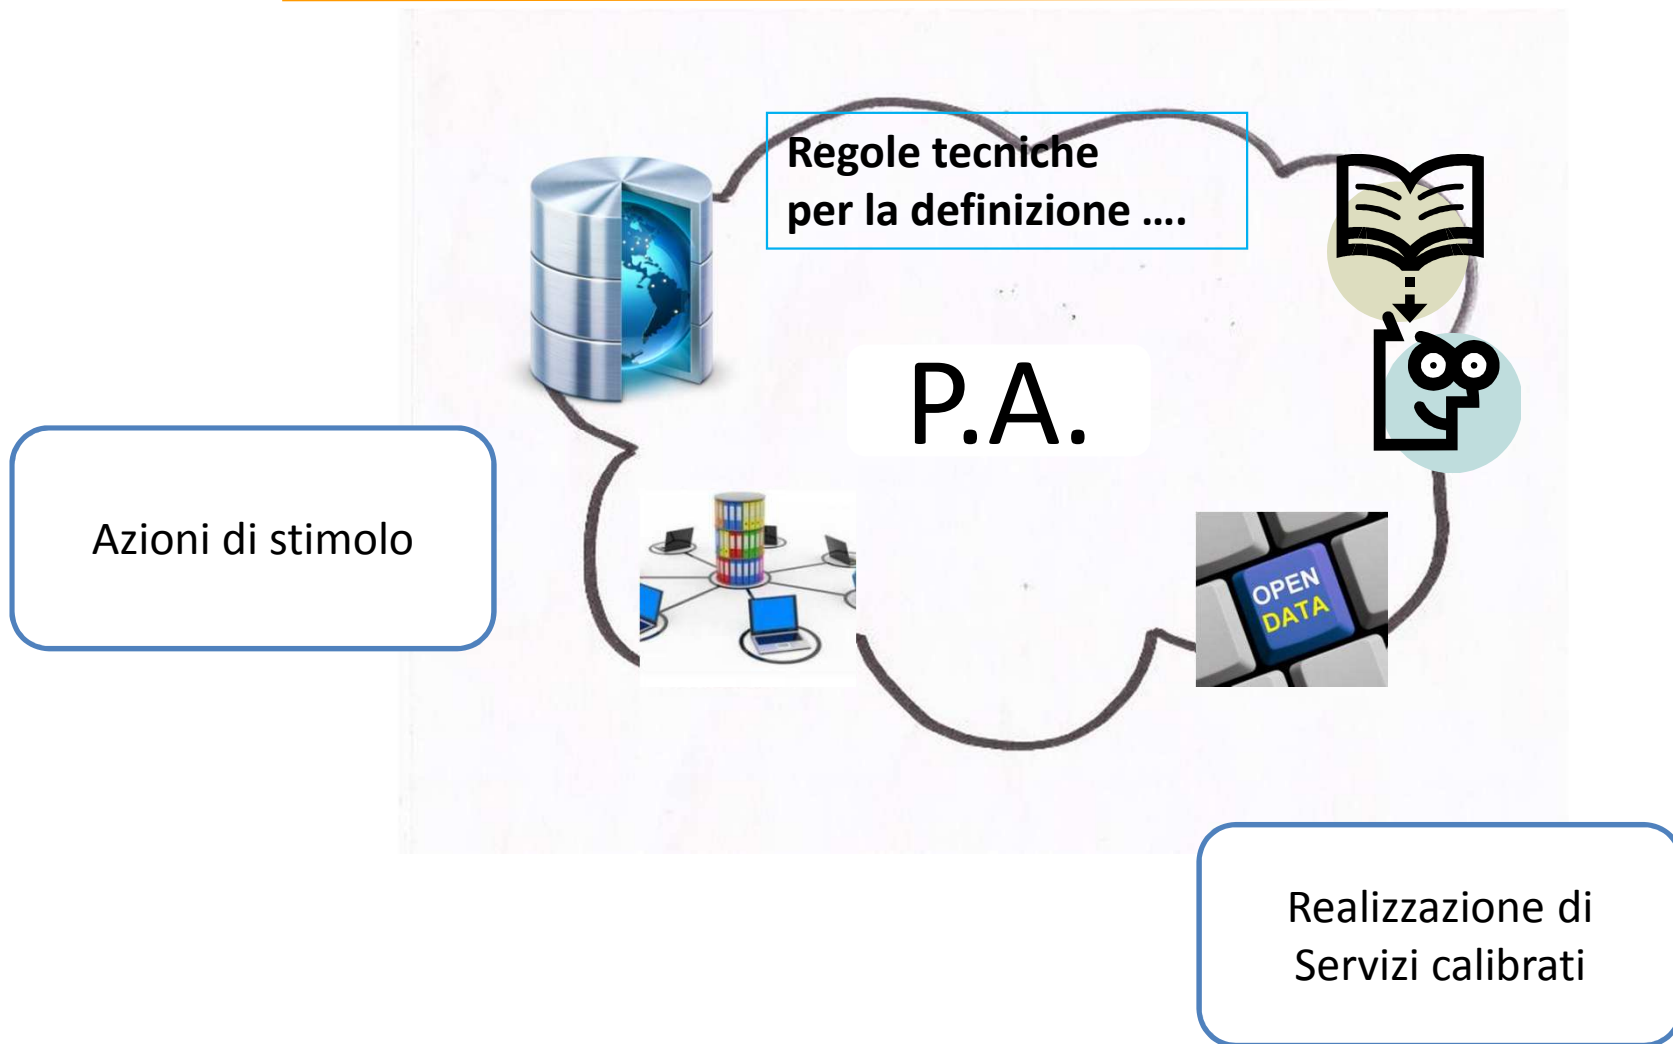 Regole tecniche
per la definizione ....
P.A.
Azioni di stimolo
OPEN
DATA
Realizzazione di
Servizi calibrati